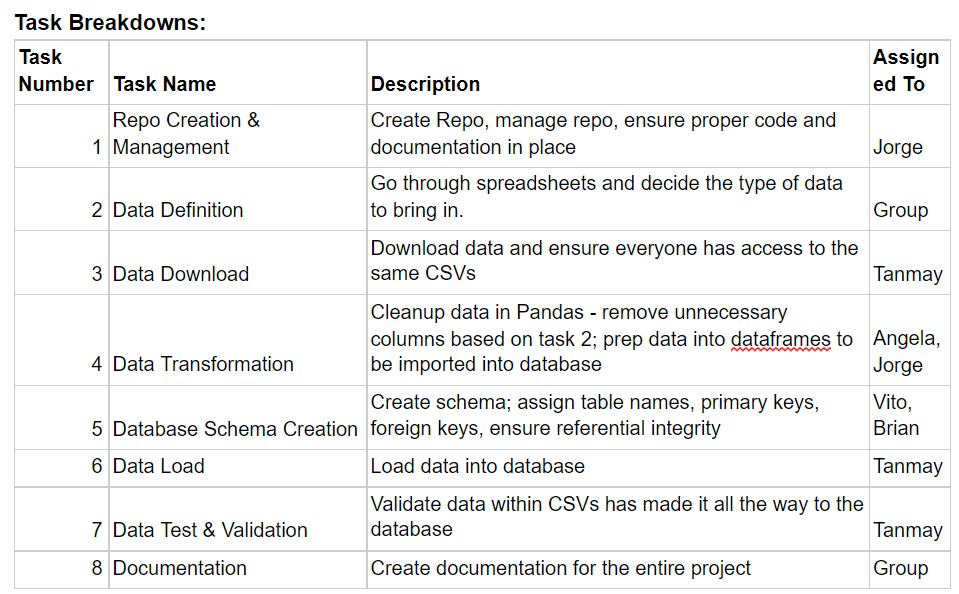 Task Breakdowns:
Task
Number Task Name Description Assign
ed To
Repo Creation & Create Repo, manage repo, ensure proper code and
1 Management documentation in place Jorge
Go through spreadsheets and decide the type of data
2 Data Definition to bring in. Group
Download data and ensure everyone has access to the
3 Data Download same CSVs Tanmay
Cleanup data in Pandas - remove unnecessary
columns based on task 2; prep data into dataframes to Angela,
4 Data Transformation be imported into database Jorge
Create schema; assign table names, primary keys, Vito,
5 Database Schema Creation foreign keys, ensure referential integrity Brian
6 Data Load Load data into database Tanmay
Validate data within CSVs has made it all the way to the
7 Data Test & Validation database Tanmay
8 Documentation Create documentation for the entire project Group